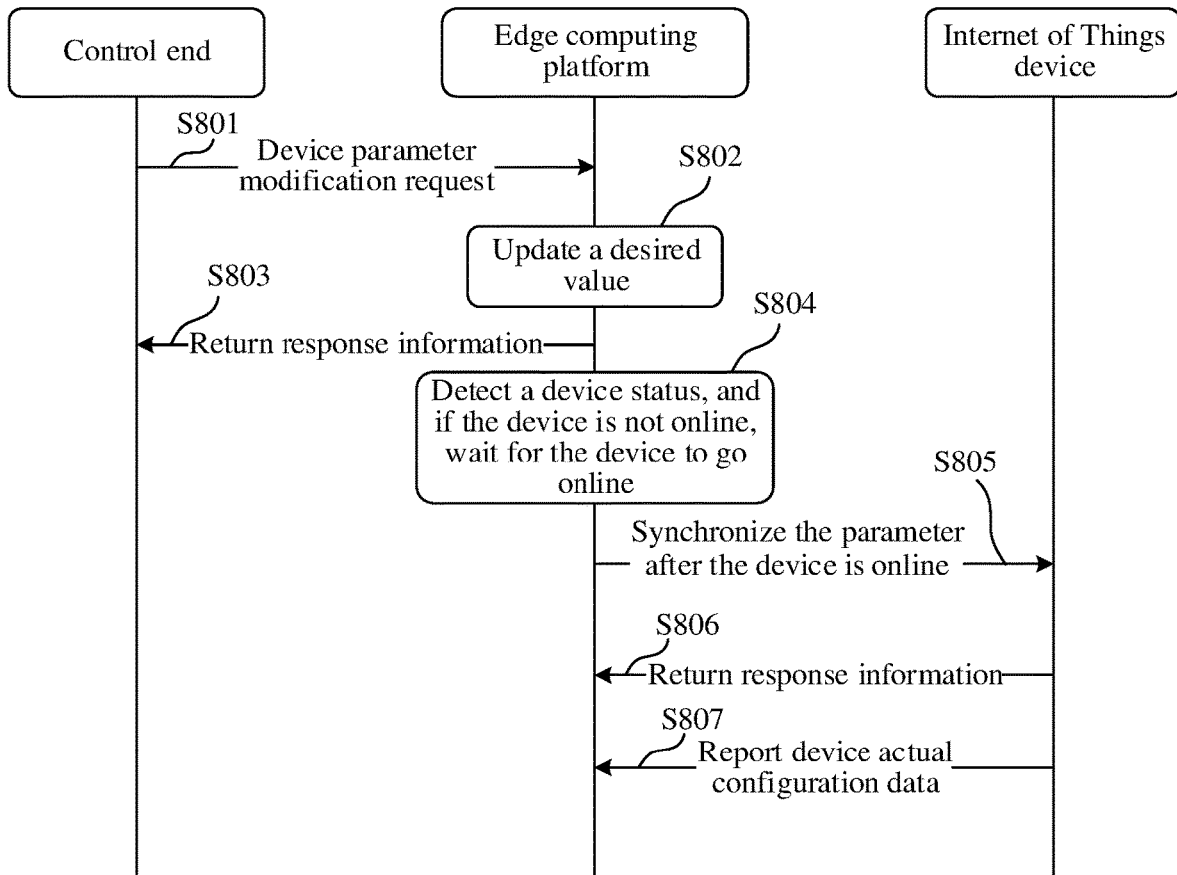 Control end
Edge computing
platform
Internet of Things
device
S801
Device parameter
modification request
S802
Update a desired
value
S803
Return response information
S804
Detect a device status, and
if the device is not online,
wait for the device to go
online
S805
Synchronize the parameter
after the device is online
S806
Return response information
S807
Report device actual
configuration data